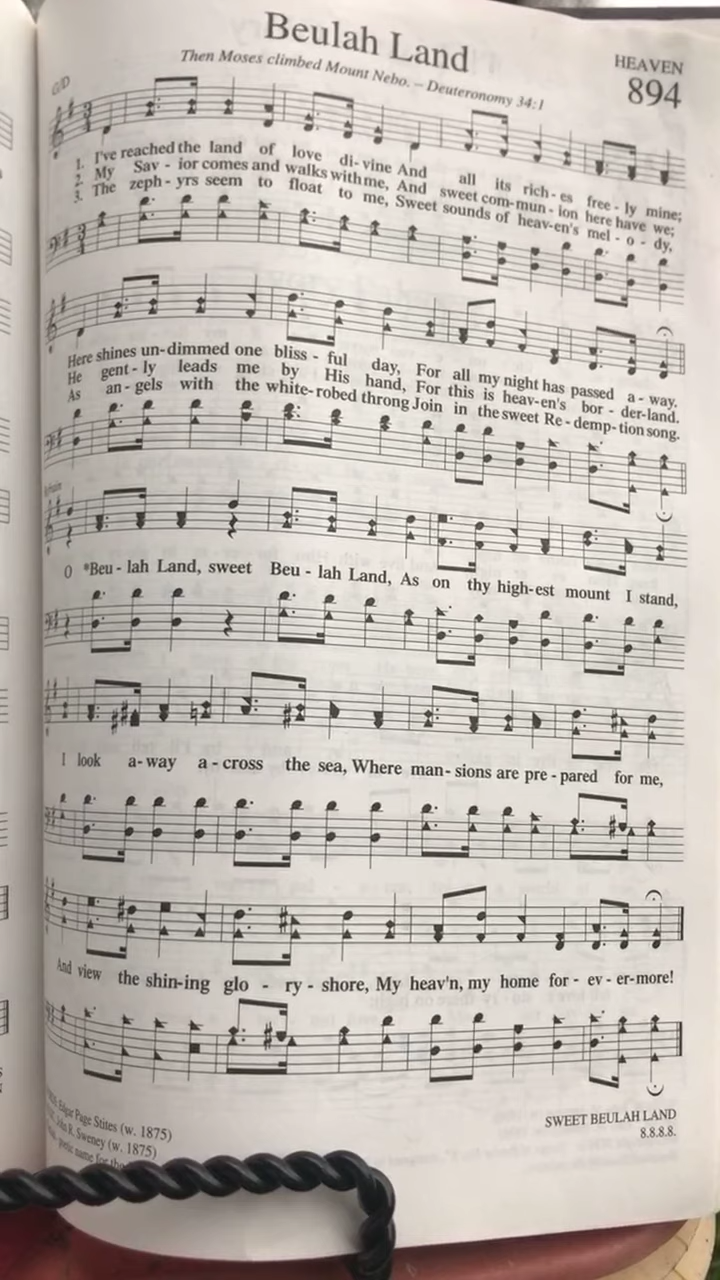 Beulah Land
Then Moses climbed Mount Nebo. – Deuteronomy 34:1
HEAVEN
894
G/D
1. I've reached the land of love di-vine And all its rich-es free-ly mine;
2. My Sav-ior comes and walks with me, And sweet com-mun-ion here have we;
3. The zeph-yrs seem to float to me, Sweet sounds of heav-en's mel-o-dy,
Here shines un-dimmed one bliss-ful day, For all my night has passed a-way.
He gent-ly leads me by His hand, For this is heav-en's bor-der-land.
As an-gels with the white-robed throng Join in the sweet Re-demp-tion song.
O *Beu-lah Land, sweet Beu-lah Land, As on thy high-est mount I stand,
I look a-way a-cross the sea, Where man-sions are pre-pared for me,
And view the shin-ing glo-ry-shore, My heav'n, my home for-ev-er-more!
Edgar Page Stites (w. 1875)
John R. Sweney (w. 1875)
poetic name for the
SWEET BEULAH LAND
8.8.8.8.